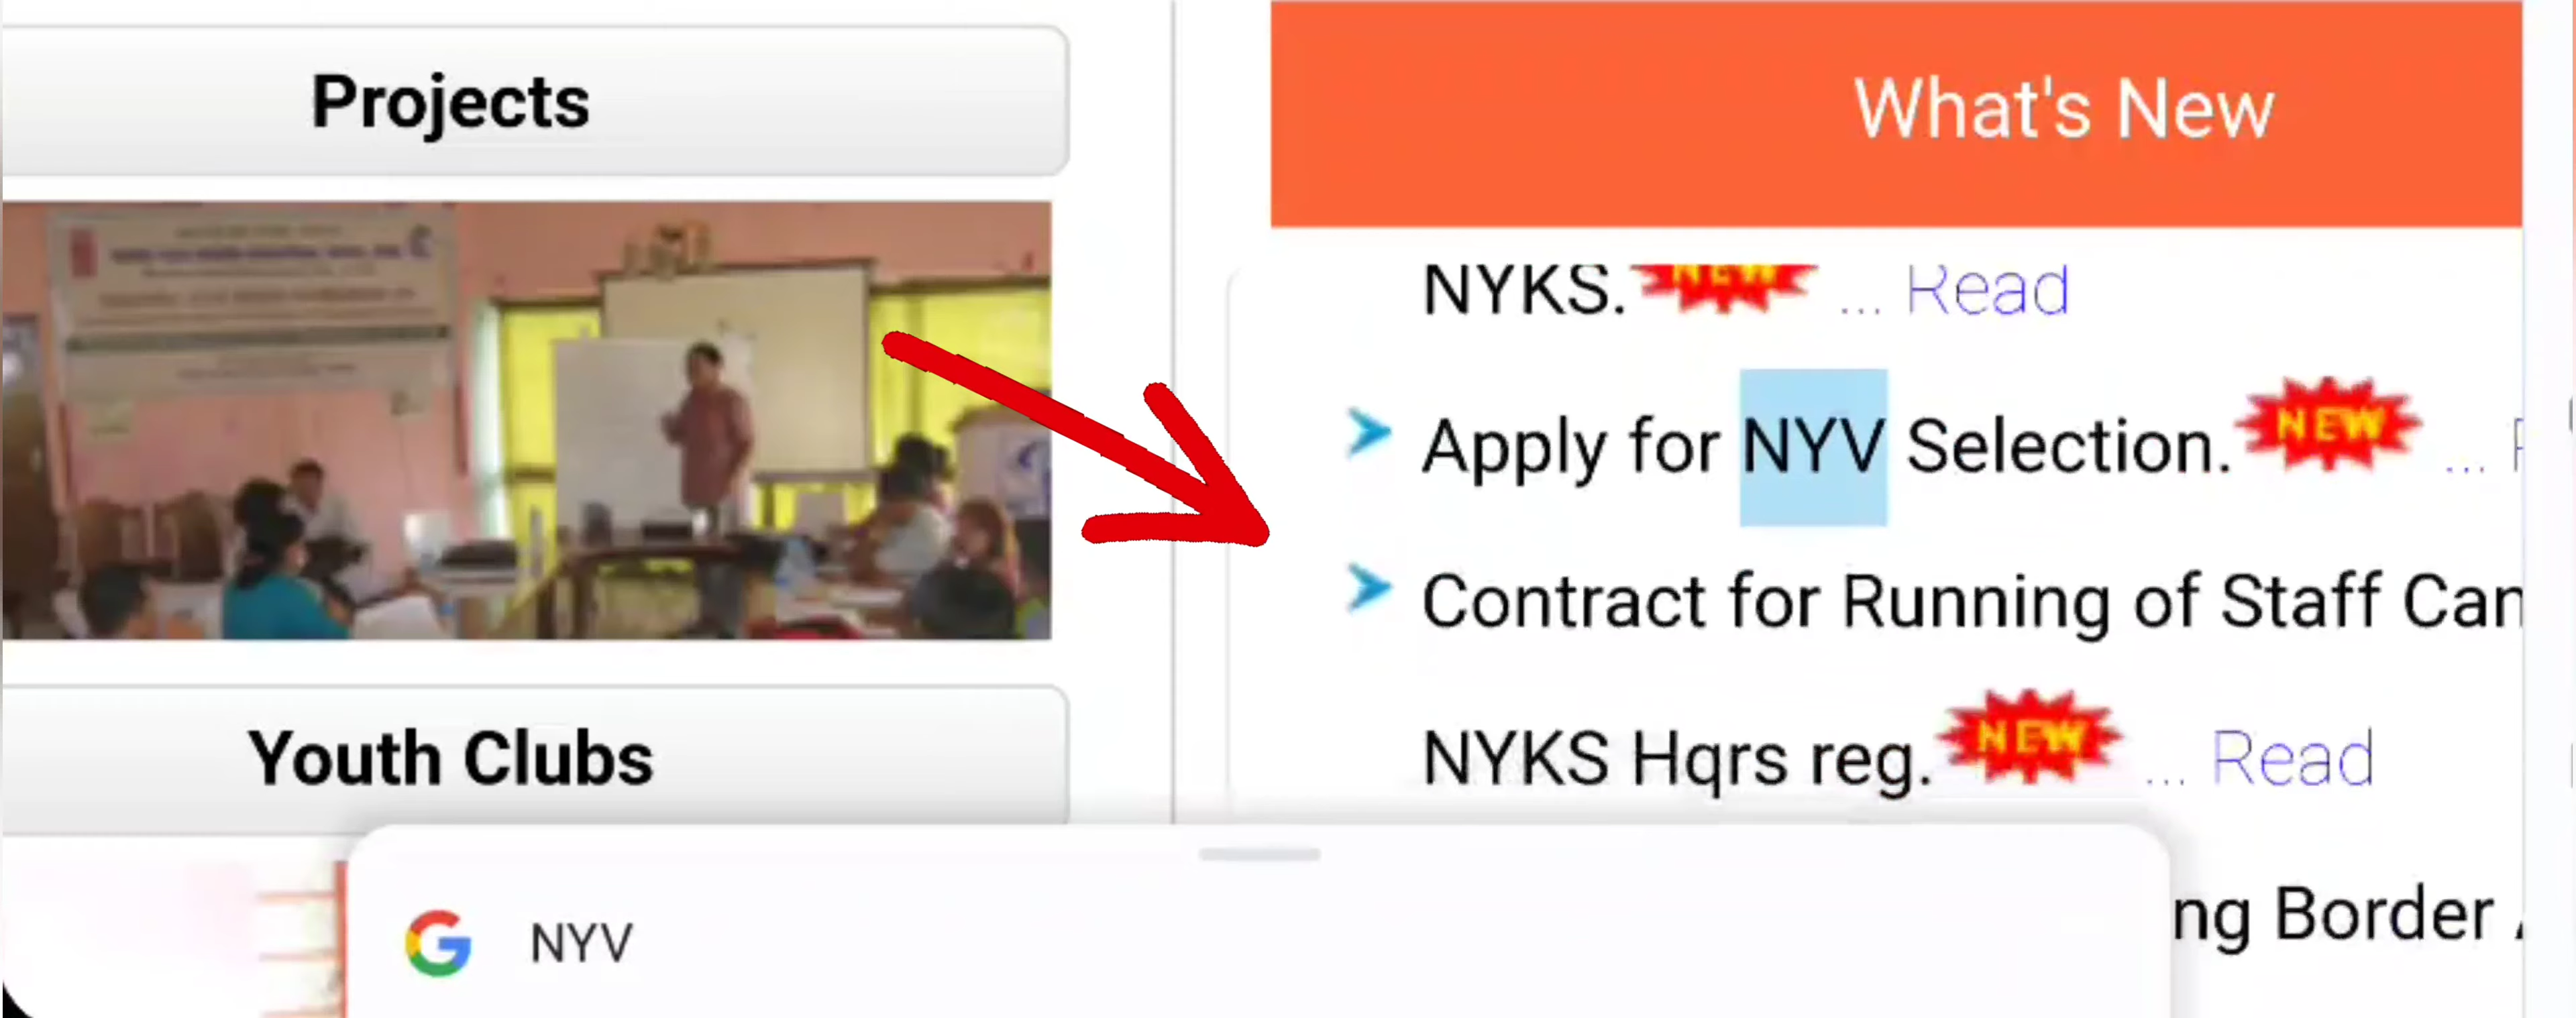 Projects
What's New
NYKS. NEW ... Read
Apply for NYV Selection. NEW ...
Contract for Running of Staff Can
NYKS Hqrs reg. NEW ... Read
Youth Clubs
ng Border
NYV